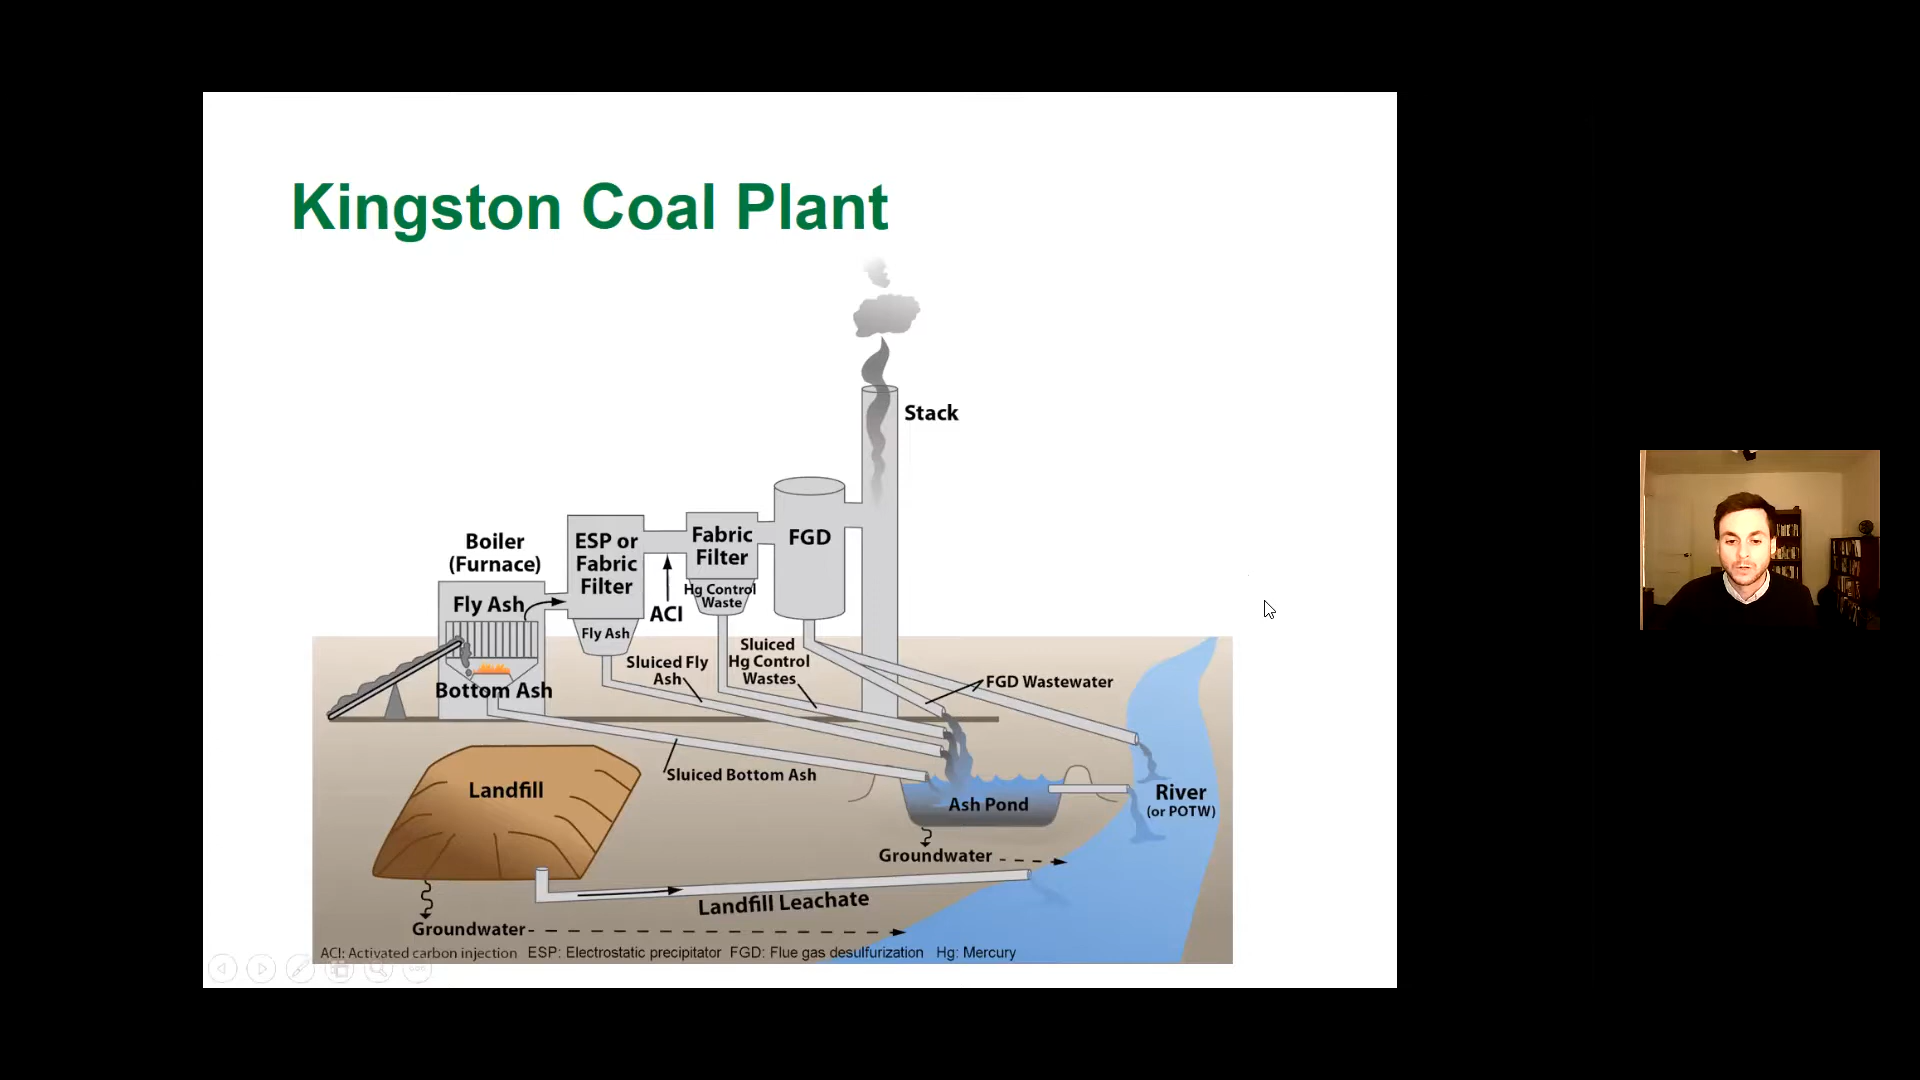 Kingston Coal Plant
Stack
Boiler
(Furnace)
ESP or
Fabric
Filter
Fabric
Filter
FGD
Fly Ash
Hg Control
Waste
ACI
Fly Ash
Sluiced Fly
Ash
Sluiced
Hg Control
Wastes
FGD Wastewater
Bottom Ash
Sluiced Bottom Ash
Landfill
Ash Pond
River
(or POTW)
Groundwater
Landfill Leachate
Groundwater
ACI: Activated carbon injection ESP: Electrostatic precipitator FGD: Flue gas desulfurization Hg: Mercury